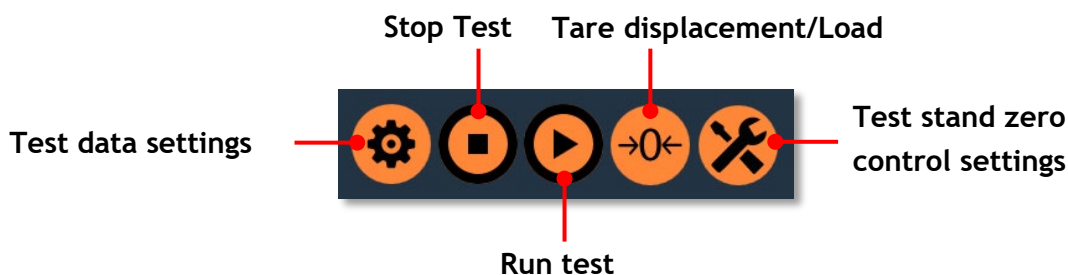 Stop Test
Tare displacement/Load
Test data settings
→0←
Test stand zero
control settings
Run test